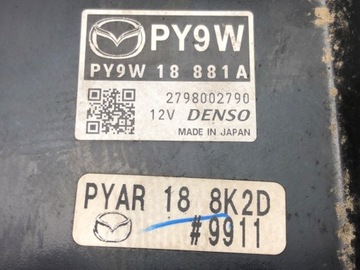 PY9W
PY9W 18 881A
2798002790
12V DENSO
MADE IN JAPAN
PYAR 18 8K2D
#9911